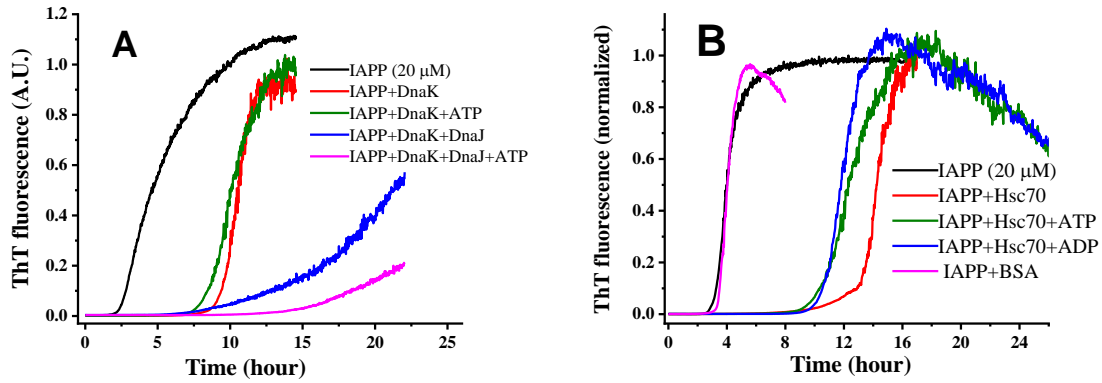 A
ThT fluorescence (A.U.)
1.2
1.0
0.8
0.6
0.4
0.2
0.0
IAPP (20 μM)
IAPP+DnaK
IAPP+DnaK+ATP
IAPP+DnaK+DnaJ
IAPP+DnaK+DnaJ+ATP
0 5 10 15 20 25
Time (hour)
B
ThT fluorescence (normalized)
1.0
0.8
0.6
0.4
0.2
0.0
IAPP (20 μM)
IAPP+Hsc70
IAPP+Hsc70+ATP
IAPP+Hsc70+ADP
IAPP+BSA
0 4 8 12 16 20 24
Time (hour)